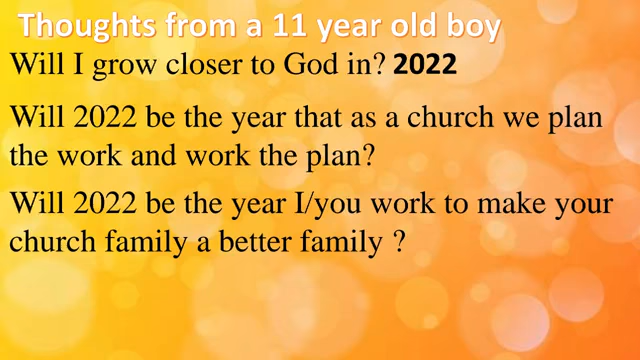 Thoughts from a 11 year old boy
Will I grow closer to God in? 2022
Will 2022 be the year that as a church we plan
the work and work the plan?
Will 2022 be the year I/you work to make your
church family a better family ?